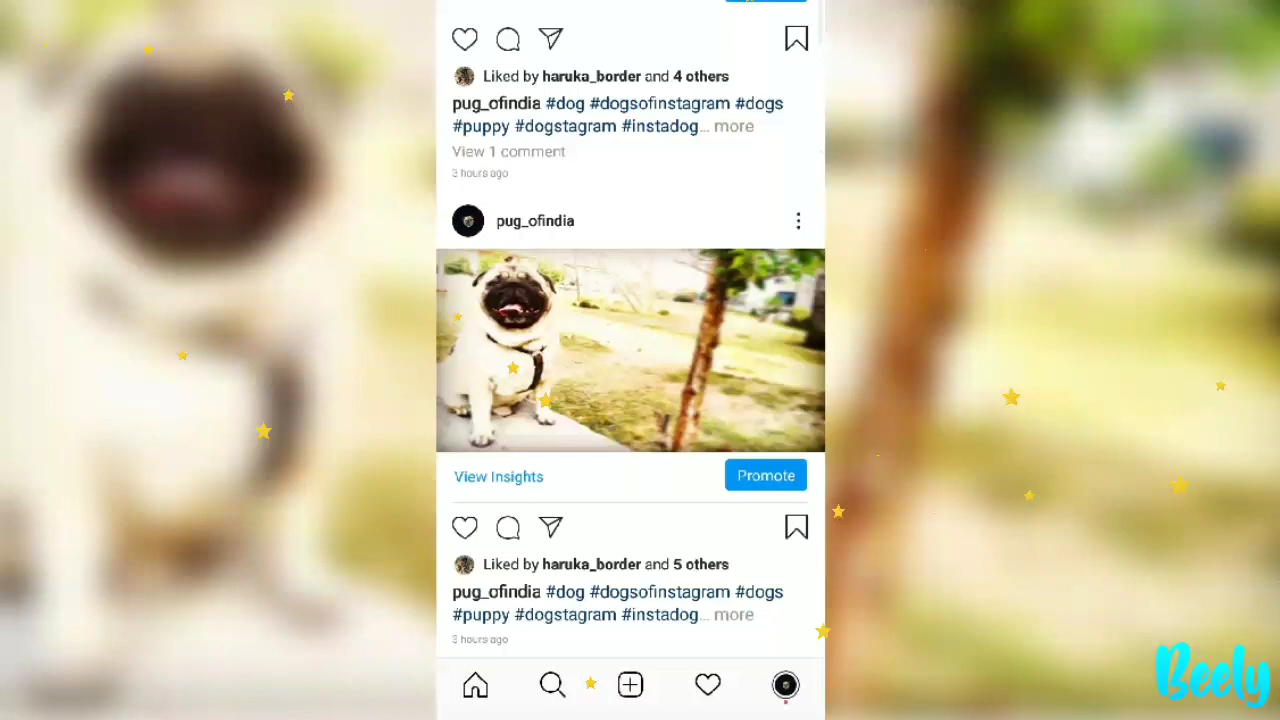 Liked by haruka_border and 4 others
pug_ofindia #dog #dogsofinstagram #dogs
#puppy #dogstagram #instadog... more
View 1 comment
3 hours ago
pug_ofindia
View Insights
Promote
Liked by haruka_border and 5 others
pug_ofindia #dog #dogsofinstagram #dogs
#puppy #dogstagram #instadog... more
3 hours ago
Beely